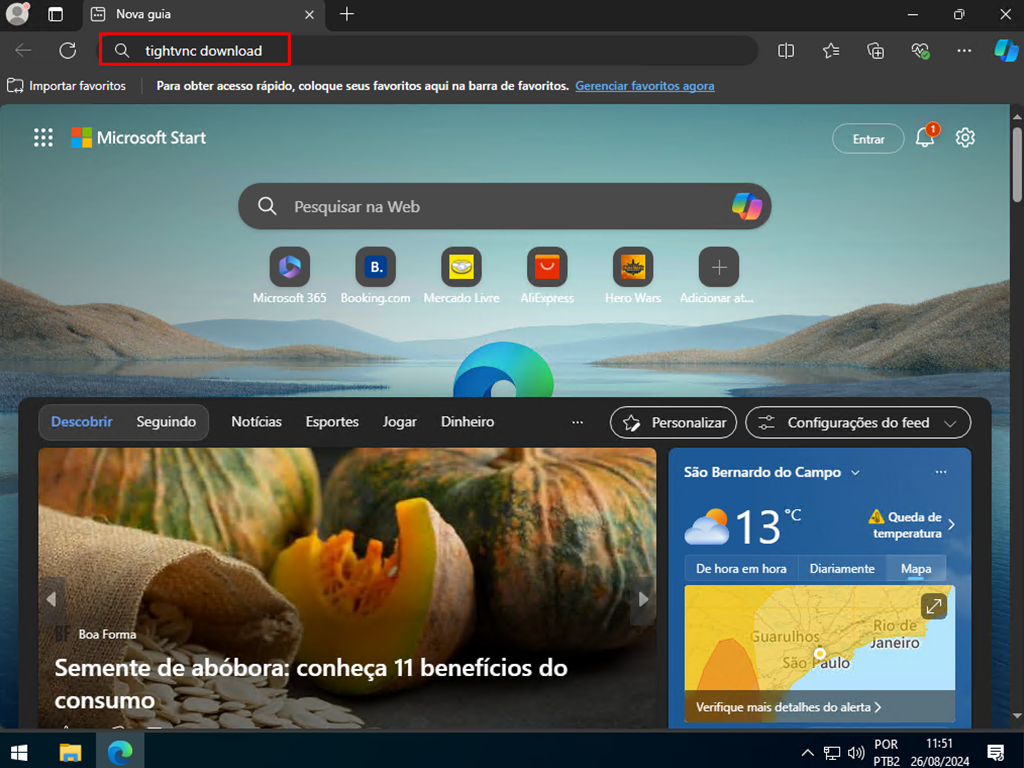 Nova guia
tightvnc download
Importar favoritos
Para obter acesso rápido, coloque seus favoritos aqui na barra de favoritos. Gerenciar favoritos agora
Microsoft Start
Entrar
1
Pesquisar na Web
B.
Microsoft 365
Booking.com
Mercado Livre
AliExpress
Hero Wars
Adicionar at...
Descobrir
Seguindo
Notícias
Esportes
Jogar
Dinheiro
...
Personalizar
Configurações do feed
BF Boa Forma
Semente de abóbora: conheça 11 benefícios do
consumo
São Bernardo do Campo
...
13 °C
Queda de
temperatura
De hora em hora
Diariamente
Mapa
Guarulhos
Rio de
Janeiro
São Paulo
Verifique mais detalhes do alerta
POR
PTB2
11:51
26/08/2024